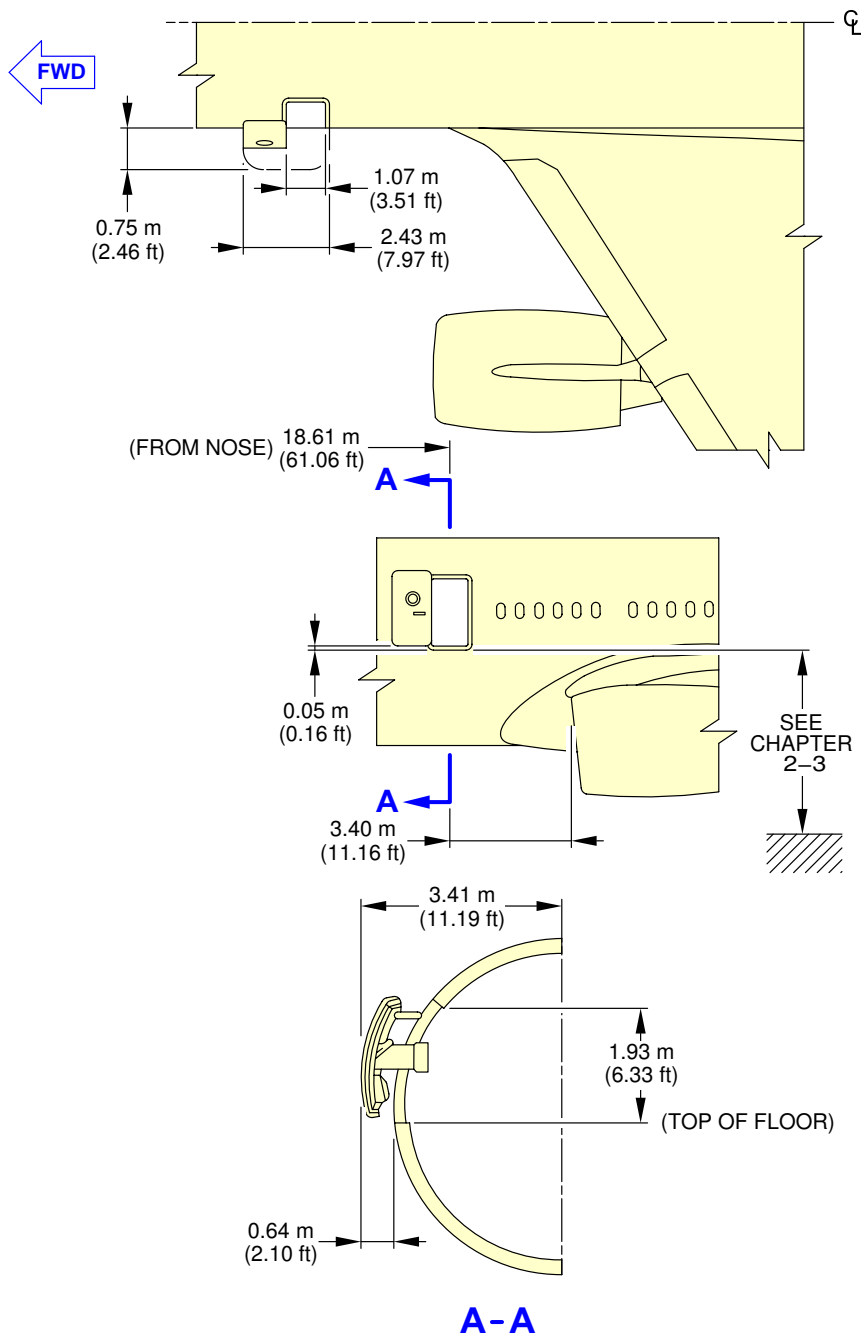 ℄
FWD
1.07 m
(3.51 ft)
0.75 m
(2.46 ft)
2.43 m
(7.97 ft)
(FROM NOSE) 18.61 m
(61.06 ft)
A
0.05 m
(0.16 ft)
SEE
CHAPTER
2–3
A
3.40 m
(11.16 ft)
3.41 m
(11.19 ft)
1.93 m
(6.33 ft)
(TOP OF FLOOR)
0.64 m
(2.10 ft)
A-A